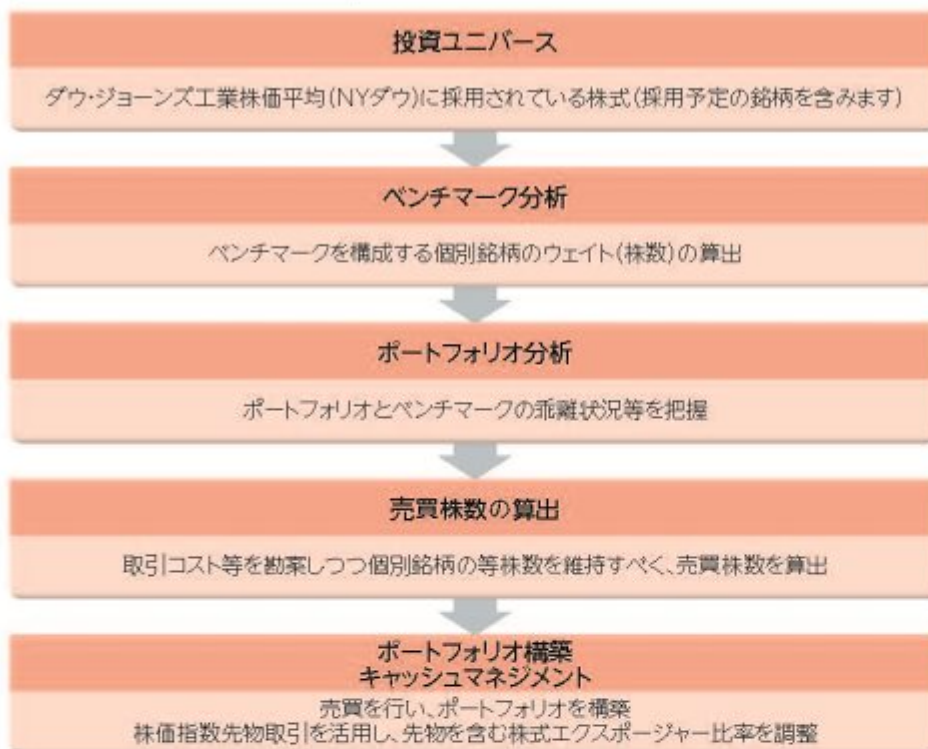 投資ユニバース
ダウ・ジョーンズ工業株価平均(NYダウ)に採用されている株式(採用予定の銘柄を含みます)
ベンチマーク分析
ベンチマークを構成する個別銘柄のウェイト(株数)の算出
ポートフォリオ分析
ポートフォリオとベンチマークの乖離状況等を把握
売買株数の算出
取引コスト等を勘案しつつ個別銘柄の等株数を維持すべく、売買株数を算出
ポートフォリオ構築
キャッシュマネジメント
売買を行い、ポートフォリオを構築
株価指数先物取引を活用し、先物を含む株式エクスポージャー比率を調整